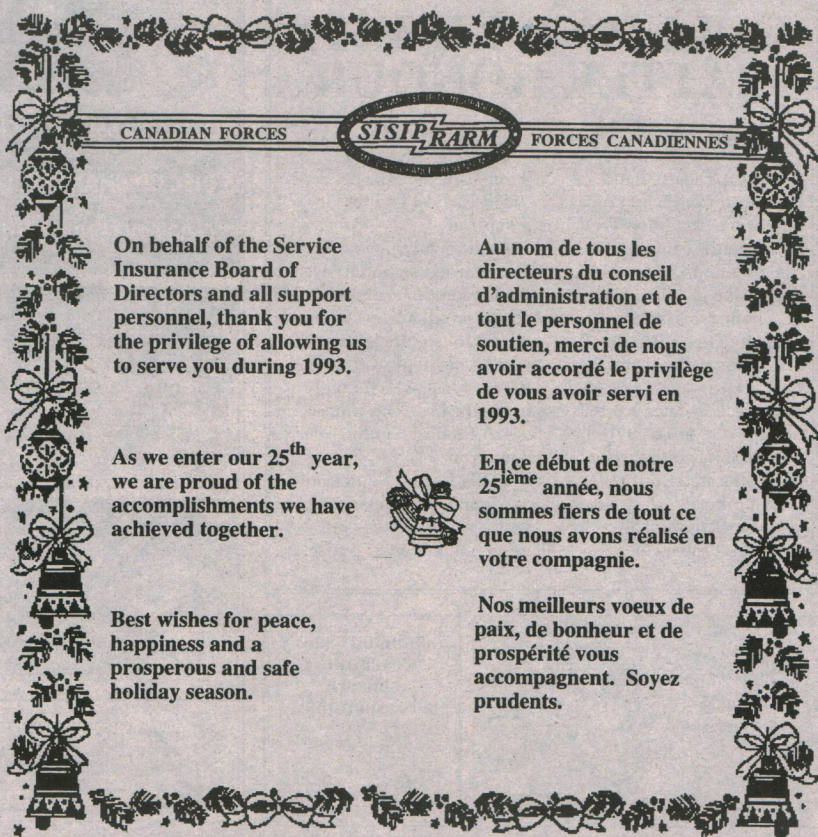 CANADIAN FORCES
SISIP RARM
FORCES CANADIENNES
On behalf of the Service
Insurance Board of
Directors and all support
personnel, thank you for
the privilege of allowing us
to serve you during 1993.
As we enter our 25th year,
we are proud of the
accomplishments we have
achieved together.
Best wishes for peace,
happiness and a
prosperous and safe
holiday season.
Au nom de tous les
directeurs du conseil
d'administration et de
tout le personnel de
soutien, merci de nous
avoir accordé le privilège
de vous avoir servi en
1993.
En ce début de notre
25ième année, nous
sommes fiers de tout ce
que nous avons réalisé en
votre compagnie.
Nos meilleurs voeux de
paix, de bonheur et de
prospérité vous
accompagnent. Soyez
prudents.